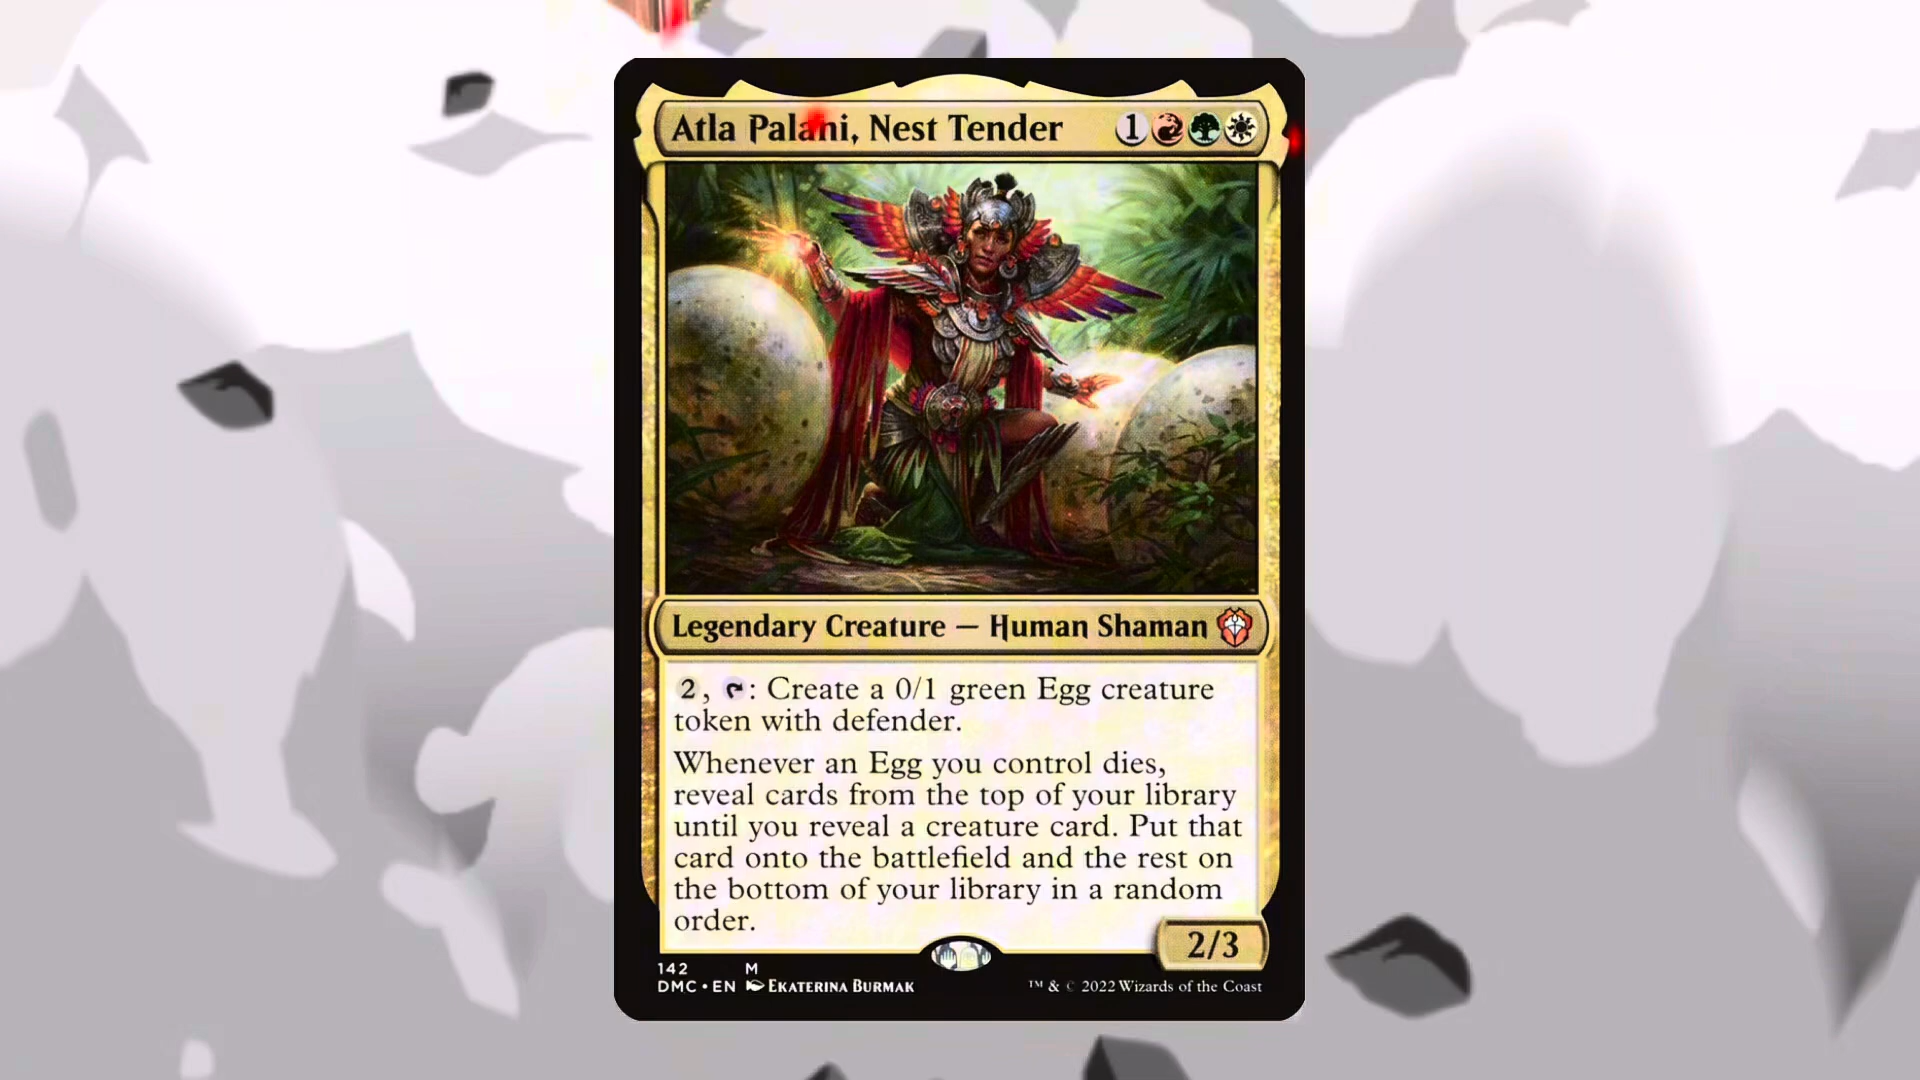 Atla Palani, Nest Tender 1
Legendary Creature — Human Shaman
2, : Create a 0/1 green Egg creature
token with defender.
Whenever an Egg you control dies,
reveal cards from the top of your library
until you reveal a creature card. Put that
card onto the battlefield and the rest on
the bottom of your library in a random
order.
2/3
142 M
DMC • EN EKATERINA BURMAK
™ & © 2022 Wizards of the Coast